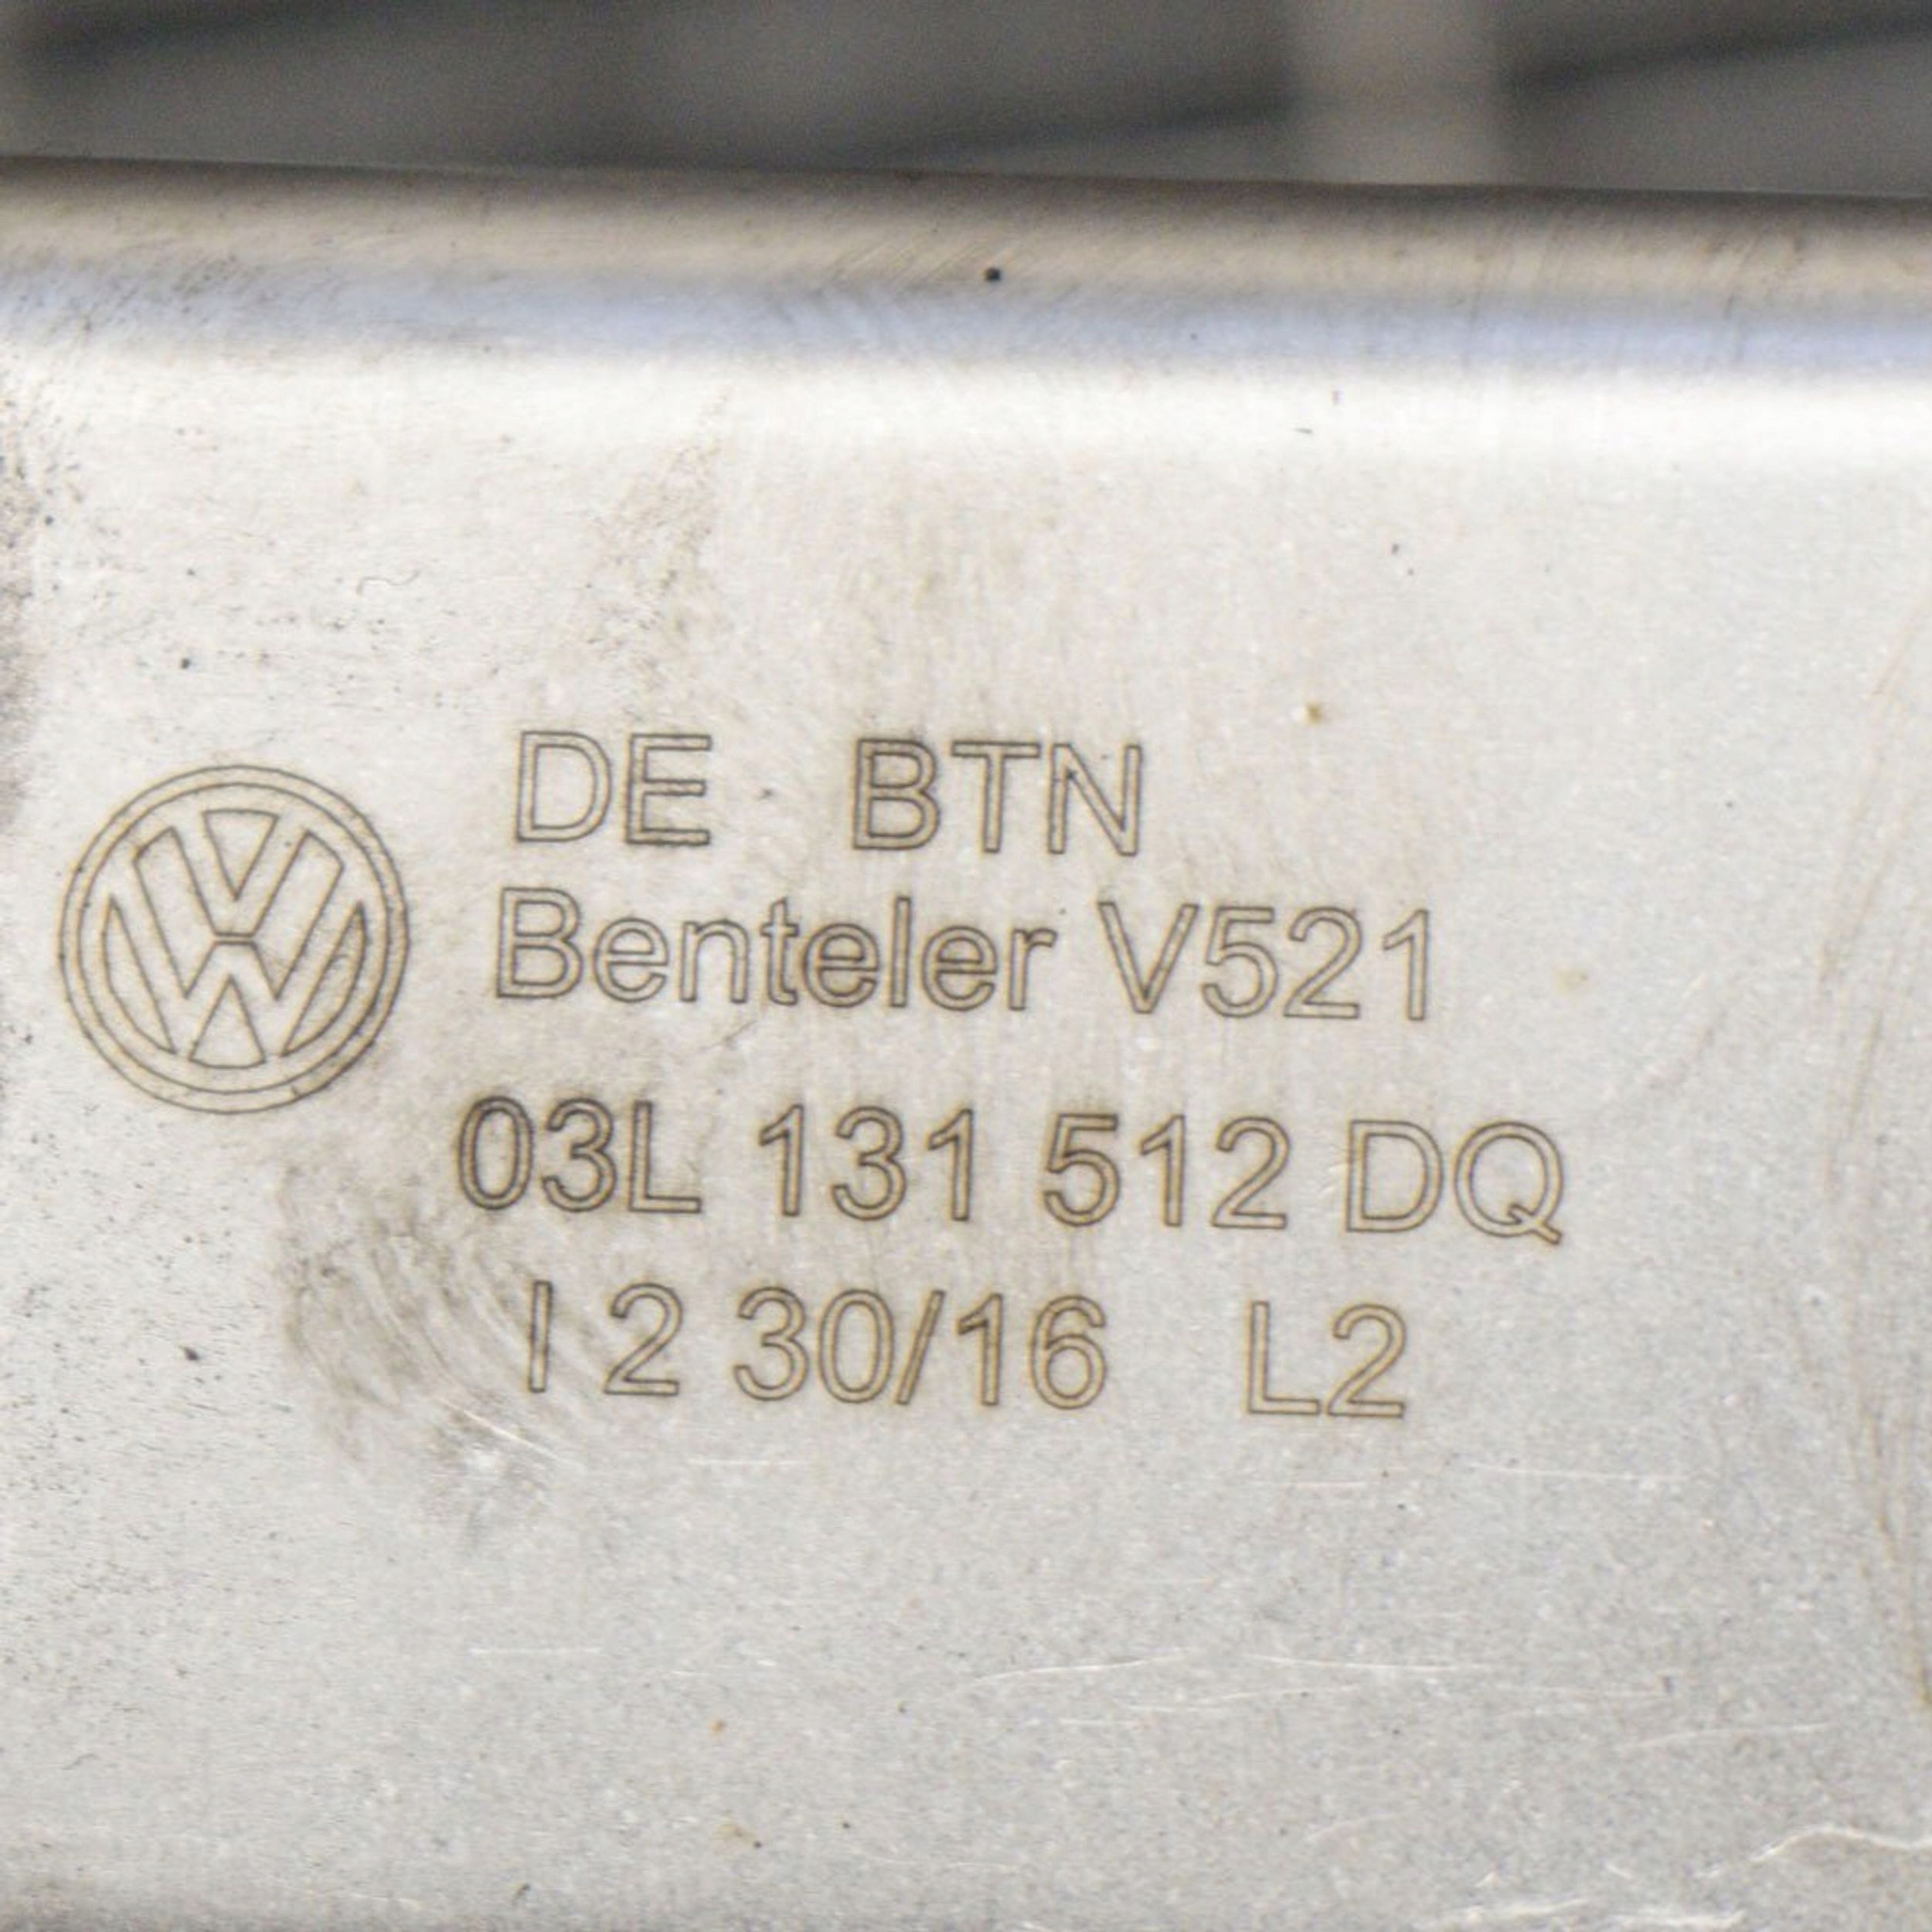 DE BTN
Benteler V521
03L 131 512 DQ
I 2 30/16 L2